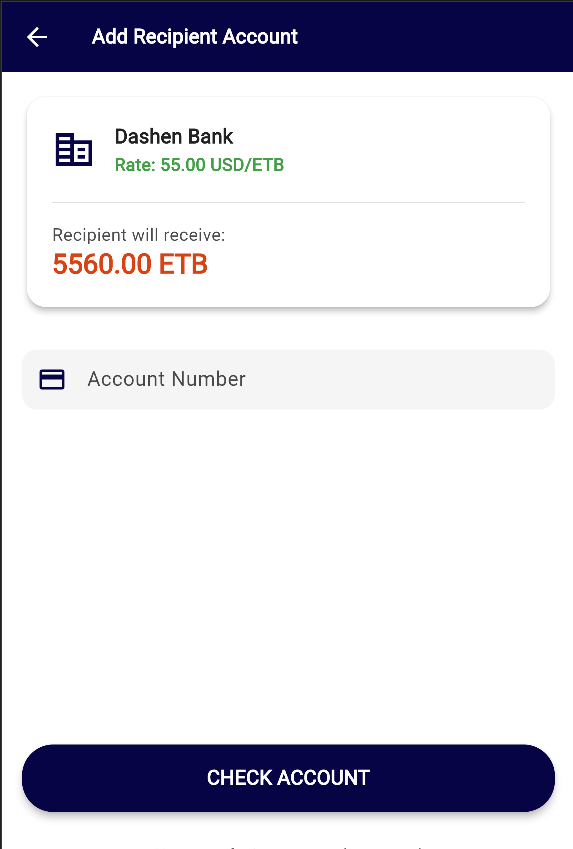 Add Recipient Account
Dashen Bank
Rate: 55.00 USD/ETB
Recipient will receive:
5560.00 ETB
Account Number
CHECK ACCOUNT